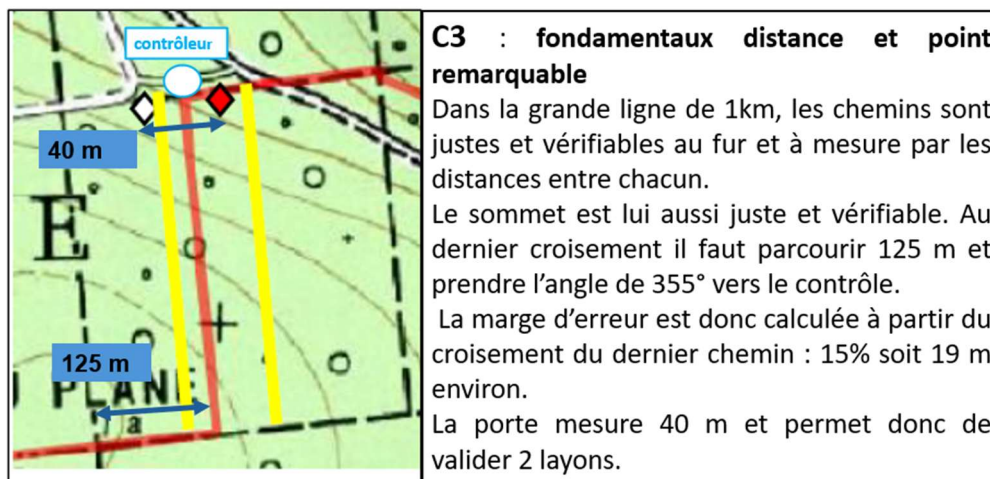 contrôleur
40 m
E
125 m
PLANE
a
C3 : fondamentaux distance et point
remarquable
Dans la grande ligne de 1km, les chemins sont
justes et vérifiables au fur et à mesure par les
distances entre chacun.
Le sommet est lui aussi juste et vérifiable. Au
dernier croisement il faut parcourir 125 m et
prendre l’angle de 355° vers le contrôle.
La marge d’erreur est donc calculée à partir du
croisement du dernier chemin : 15% soit 19 m
environ.
La porte mesure 40 m et permet donc de
valider 2 layons.